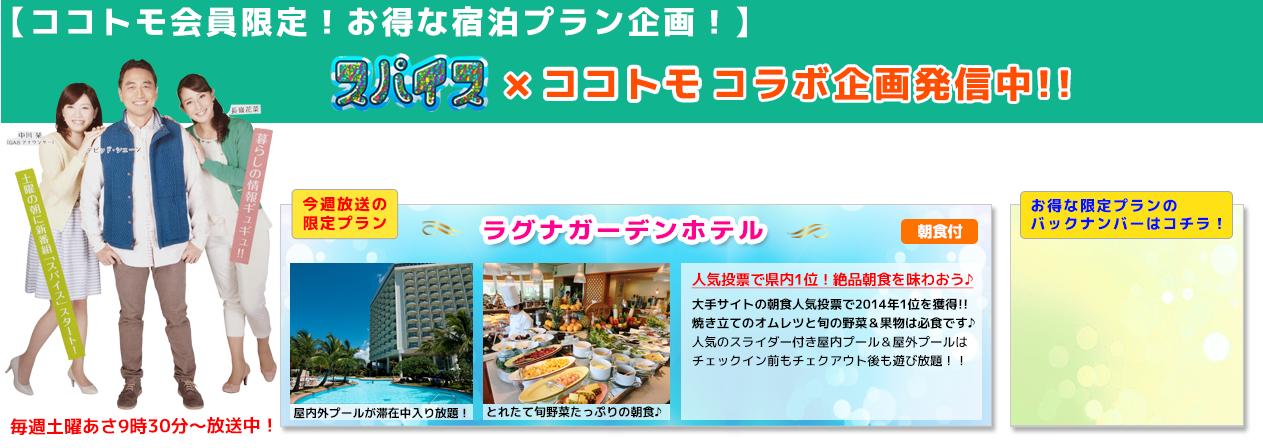 【ココトモ会員限定！お得な宿泊プラン企画！】
スパイス × ココトモ コラボ企画発信中!!
中川 栞
(QABアナウンサー)
デビッド・シェーン
長嶺花菜
土曜の朝に新番組「スパイス」スタート!
暮らしの情報ギュギュ!!
毎週土曜あさ9時30分～放送中！
今週放送の
限定プラン
ラグナガーデンホテル
朝食付
屋内外プールが滞在中入り放題！
とれたて旬野菜たっぷりの朝食♪
人気投票で県内1位！絶品朝食を味わおう♪
大手サイトの朝食人気投票で2014年1位を獲得!!
焼き立てのオムレツと旬の野菜＆果物は必食です♪
人気のスライダー付き屋内プール＆屋外プールは
チェックイン前もチェクアウト後も遊び放題！！
お得な限定プランの
バックナンバーはコチラ！